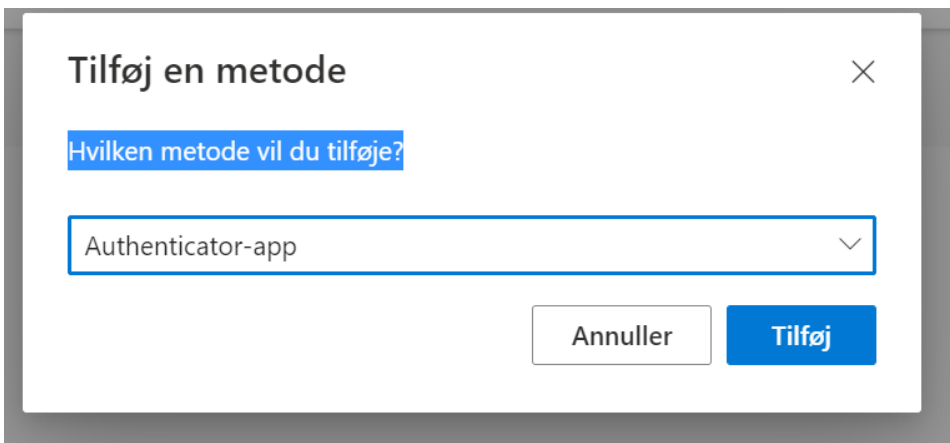 Tilføj en metode
Hvilken metode vil du tilføje?
Authenticator-app
Annuller
Tilføj